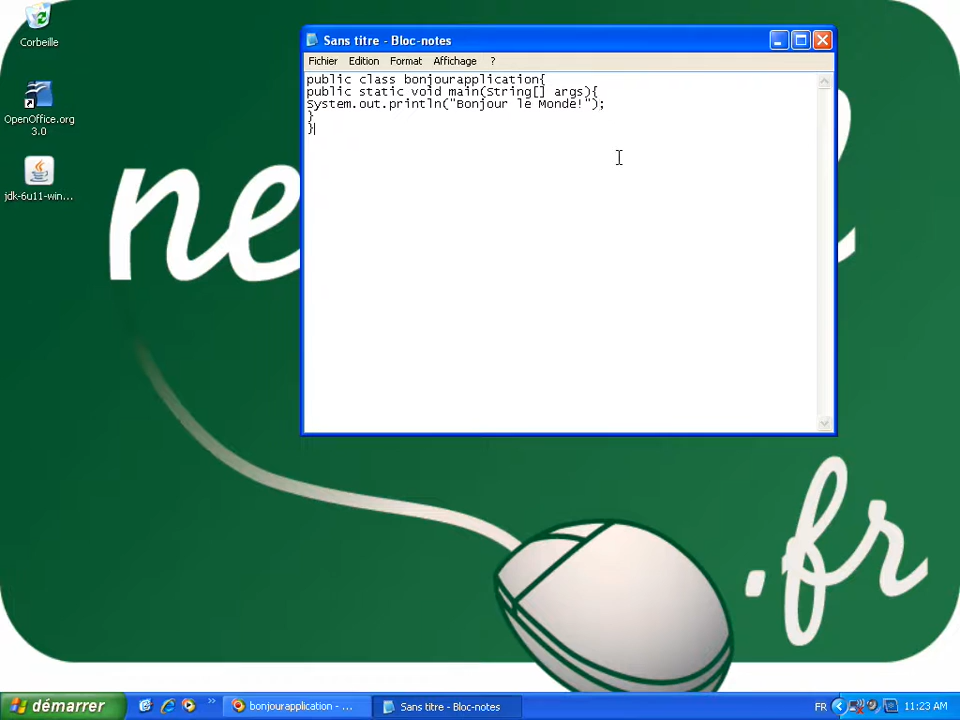 Corbeille
OpenOffice.org
3.0
jdk-6u11-win...
Sans titre - Bloc-notes
Fichier Edition Format Affichage ?
public class bonjourapplication{
public static void main(String[] args){
System.out.println("Bonjour le Monde!");
}
}
ne
.fr
démarrer
bonjourapplication - ...
Sans titre - Bloc-notes
FR
11:23 AM